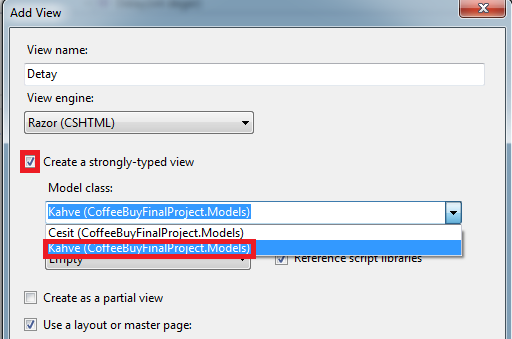 Add View
View name:
Detay
View engine:
Razor (CSHTML)
Create a strongly-typed view
Model class:
Kahve (CoffeeBuyFinalProject.Models)
Cesit (CoffeeBuyFinalProject.Models)
Kahve (CoffeeBuyFinalProject.Models)
Empty Reference script libraries
Create as a partial view
Use a layout or master page: